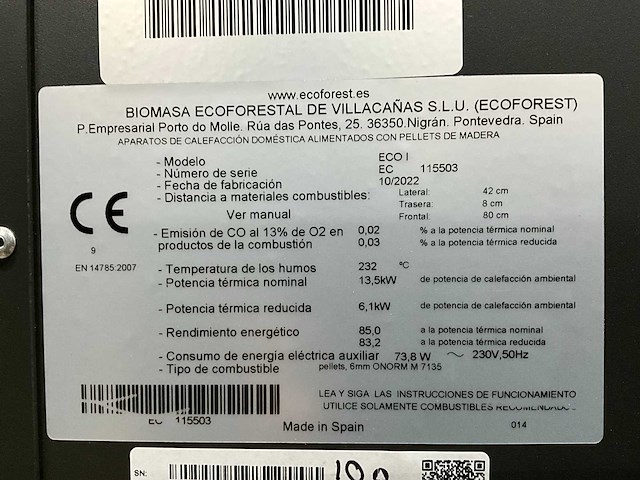 www.ecoforest.es
BIOMASA ECOFORESTAL DE VILLACAÑAS S.L.U. (ECOFOREST)
P.Empresarial Porto do Molle. Rúa das Pontes, 25. 36350.Nigrán. Pontevedra. Spain
APARATOS DE CALEFACCIÓN DOMÉSTICA ALIMENTADOS CON PELLETS DE MADERA
- Modelo ECO I
- Número de serie EC 115503
- Fecha de fabricación 10/2022
- Distancia a materiales combustibles: Lateral: 42 cm
Trasera: 8 cm
Ver manual Frontal: 80 cm
CE
9
EN 14785:2007
- Emisión de CO al 13% de O2 en 0,02 % a la potencia térmica nominal
productos de la combustión 0,03 % a la potencia térmica reducida
- Temperatura de los humos 232 ºC
- Potencia térmica nominal 13,5kW de potencia de calefacción ambiental
- Potencia térmica reducida 6,1kW de potencia de calefacción ambiental
- Rendimiento energético 85,0 a la potencia térmica nominal
83,2 a la potencia térmica reducida
- Consumo de energía eléctrica auxiliar 73,8 W ~ 230V,50Hz
- Tipo de combustible pellets, 6mm ONORM M 7135
LEA Y SIGA LAS INSTRUCCIONES DE FUNCIONAMIENTO
UTILICE SOLAMENTE COMBUSTIBLES
EC 115503
Made in Spain 014
SN: